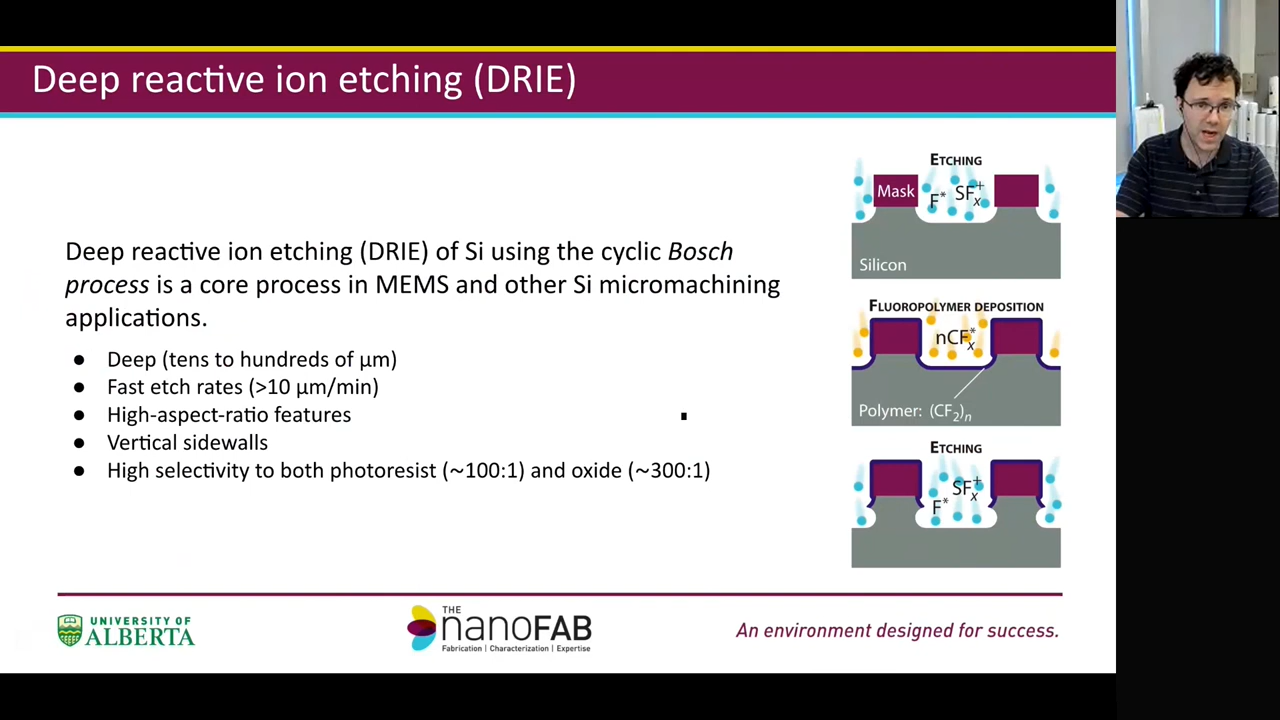 Deep reactive ion etching (DRIE)
Deep reactive ion etching (DRIE) of Si using the cyclic Bosch
process is a core process in MEMS and other Si micromachining
applications.
● Deep (tens to hundreds of µm)
● Fast etch rates (>10 µm/min)
● High-aspect-ratio features
● Vertical sidewalls
● High selectivity to both photoresist (~100:1) and oxide (~300:1)
ETCHING
Mask
F* SFₓ⁺
Silicon
FLUOROPOLYMER DEPOSITION
nCFₓ*
Polymer: (CF₂)ₙ
ETCHING
SFₓ⁺
F*
UNIVERSITY OF
ALBERTA
THE
nanoFAB
Fabrication | Characterization | Expertise
An environment designed for success.